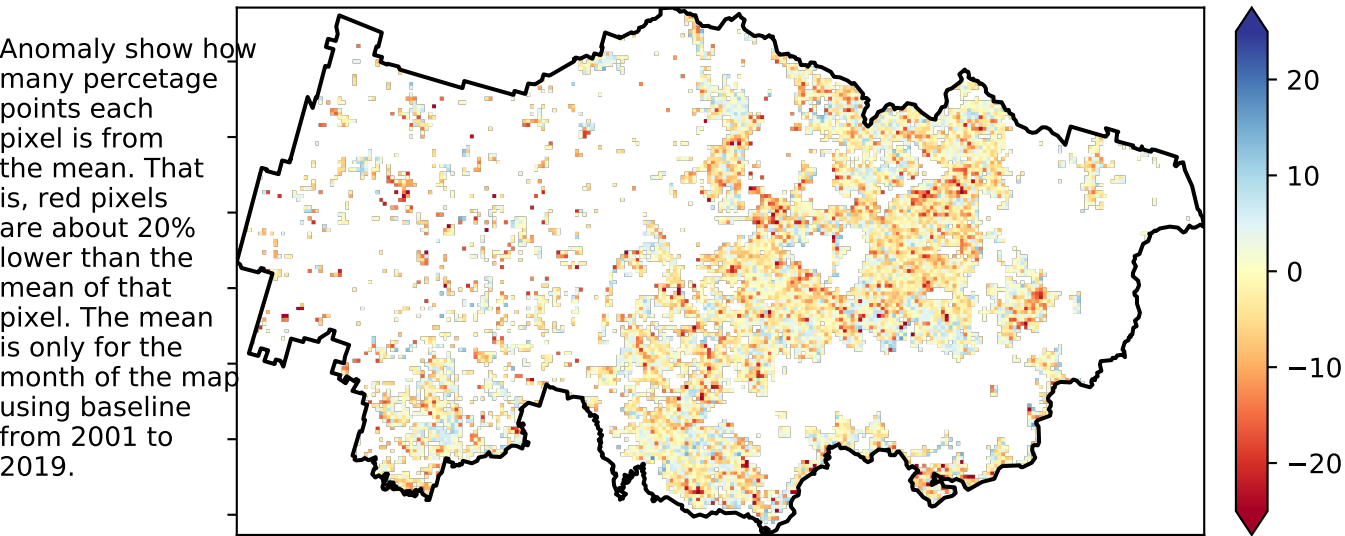 Anomaly show how
many percetage
points each
pixel is from
the mean. That
is, red pixels
are about 20%
lower than the
mean of that
pixel. The mean
is only for the
month of the map
using baseline
from 2001 to
2019.
20
10
0
−10
−20